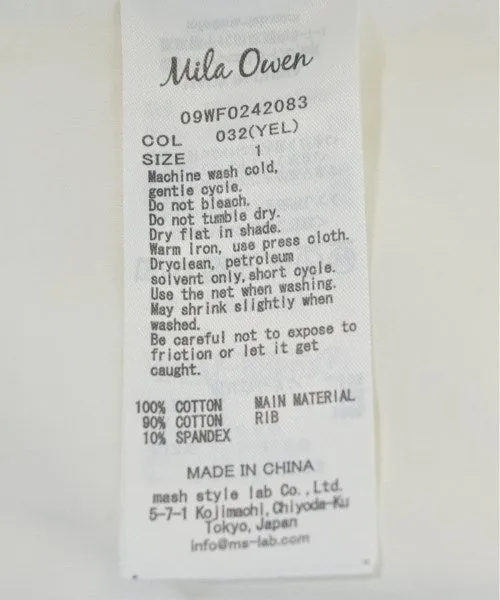 Mila Owen
09WF0242083
COL 032(YEL)
SIZE 1
Machine wash cold,
gentle cycle.
Do not bleach.
Do not tumble dry.
Dry flat in shade.
Warm iron, use press cloth.
Dryclean, petroleum
solvent only,short cycle.
Use the net when washing.
May shrink slightly when
washed.
Be careful not to expose to
friction or let it get
caught.
100% COTTON MAIN MATERIAL
90% COTTON RIB
10% SPANDEX
MADE IN CHINA
mash style lab Co.,Ltd.
5-7-1 Kojimachi,Chiyoda-Ku
Tokyo,Japan
info@ms-lab.com